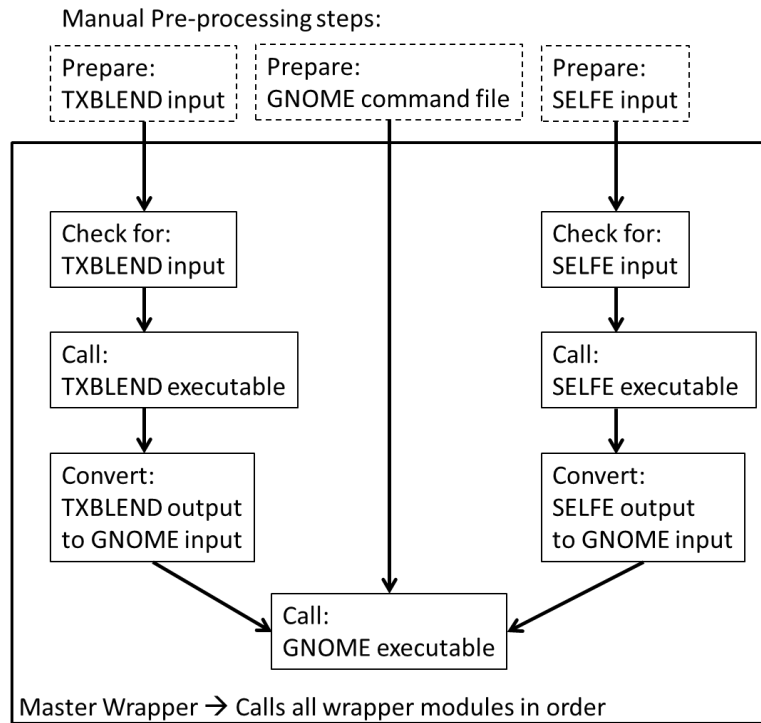 Manual Pre-processing steps:
Prepare:
TXBLEND input
Prepare:
GNOME command file
Prepare:
SELFE input
Check for:
TXBLEND input
Check for:
SELFE input
Call:
TXBLEND executable
Call:
SELFE executable
Convert:
TXBLEND output
to GNOME input
Convert:
SELFE output
to GNOME input
Call:
GNOME executable
Master Wrapper → Calls all wrapper modules in order